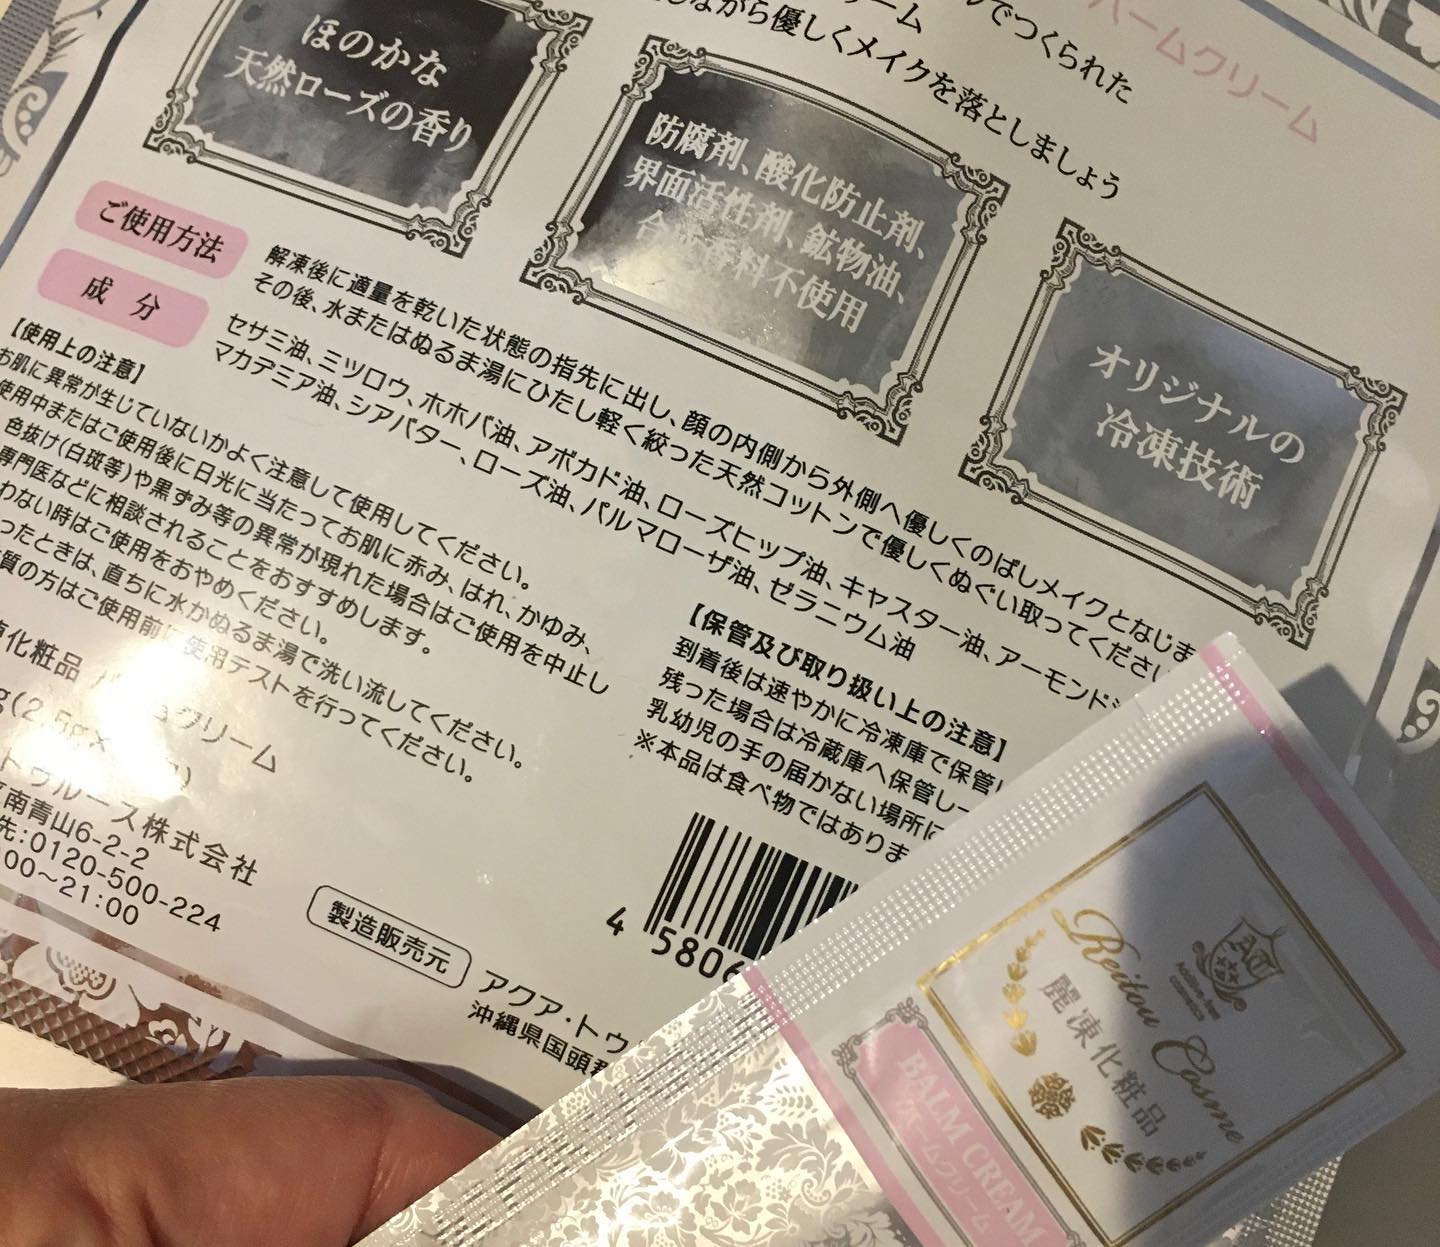 バームクリーム
でつくられた
クリーム
しながら優しくメイクを落としましょう
ほのかな
天然ローズの香り
防腐剤、酸化防止剤、
界面活性剤、鉱物油、
合成香料不使用
オリジナルの
冷凍技術
ご使用方法
解凍後に適量を乾いた状態の指先に出し、顔の内側から外側へ優しくのばしメイクとなじま
その後、水またはぬるま湯にひたし軽く絞った天然コットンで優しくぬぐい取ってください
成分
セサミ油、ミツロウ、ホホバ油、アボカド油、ローズヒップ油、キャスター油、アーモンド
マカデミア油、シアバター、ローズ油、パルマローザ油、ゼラニウム油
【使用上の注意】
お肌に異常が生じていないかよく注意して使用してください。
使用中またはご使用後に日光に当たってお肌に赤み、はれ、かゆみ、
色抜け(白斑等)や黒ずみ等の異常が現れた場合はご使用を中止し
専門医などに相談されることをおすすめします。
わない時はご使用をおやめください。
ったときは、直ちに水かぬるま湯で洗い流してください。
質の方はご使用前に使用テストを行ってください。
化粧品
クリーム
g(2.5g×
トゥルース株式会社
南青山6-2-2
先:0120-500-224
00〜21:00
【保管及び取り扱い上の注意】
到着後は速やかに冷凍庫で保管し
残った場合は冷蔵庫へ保管し
乳幼児の手の届かない場所に
※本品は食べ物ではありま
4 5806
製造販売元
アクア・トゥ
沖縄県国頭
Additive-free
Cosmetics
Reitou Cosme
麗凍化粧品
BALM CREAM
バームクリーム